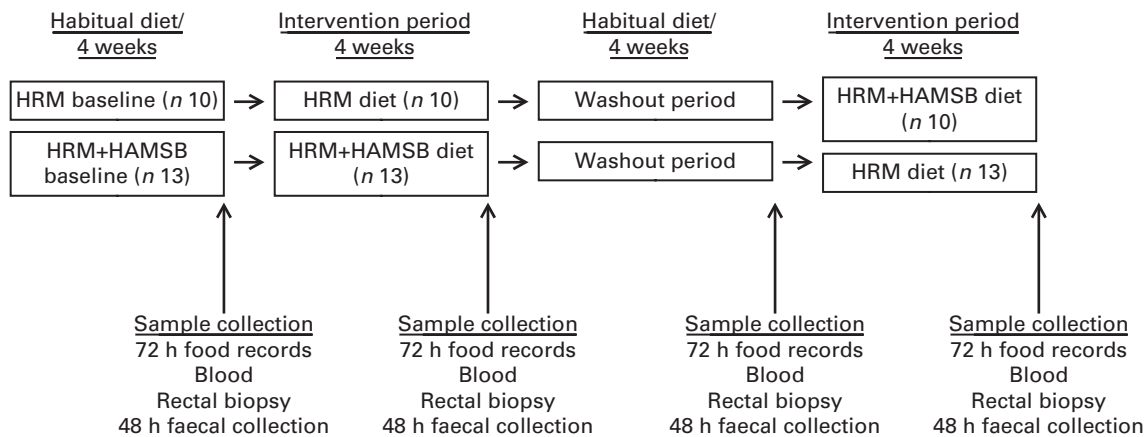 Habitual diet/
4 weeks
Intervention period
4 weeks
Habitual diet/
4 weeks
Intervention period
4 weeks
HRM baseline (n 10)
HRM diet (n 10)
Washout period
HRM+HAMSB diet
(n 10)
HRM+HAMSB
baseline (n 13)
HRM+HAMSB diet
(n 13)
Washout period
HRM diet (n 13)
Sample collection
72 h food records
Blood
Rectal biopsy
48 h faecal collection
Sample collection
72 h food records
Blood
Rectal biopsy
48 h faecal collection
Sample collection
72 h food records
Blood
Rectal biopsy
48 h faecal collection
Sample collection
72 h food records
Blood
Rectal biopsy
48 h faecal collection